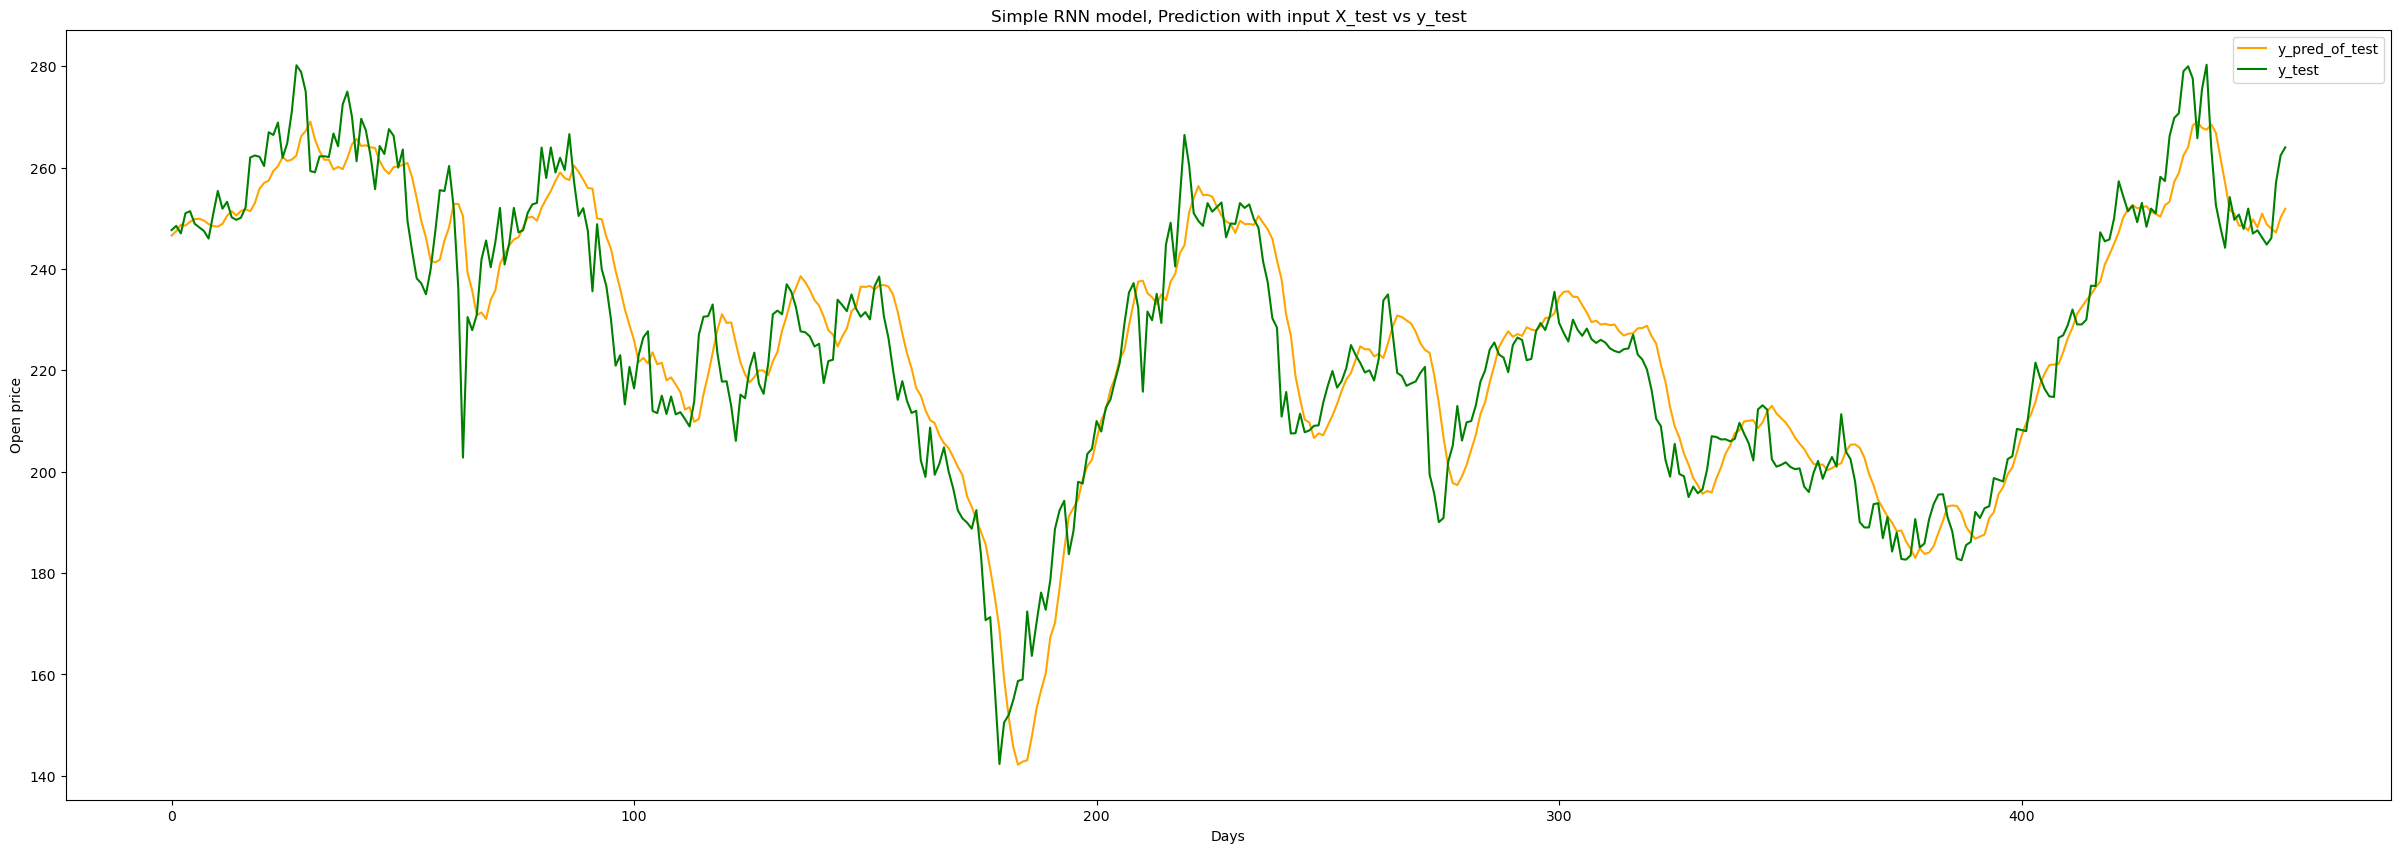 Simple RNN model, Prediction with input X_test vs y_test
y_pred_of_test
y_test
280
260
240
220
200
180
160
140
Open price
0 100 200 300 400
Days